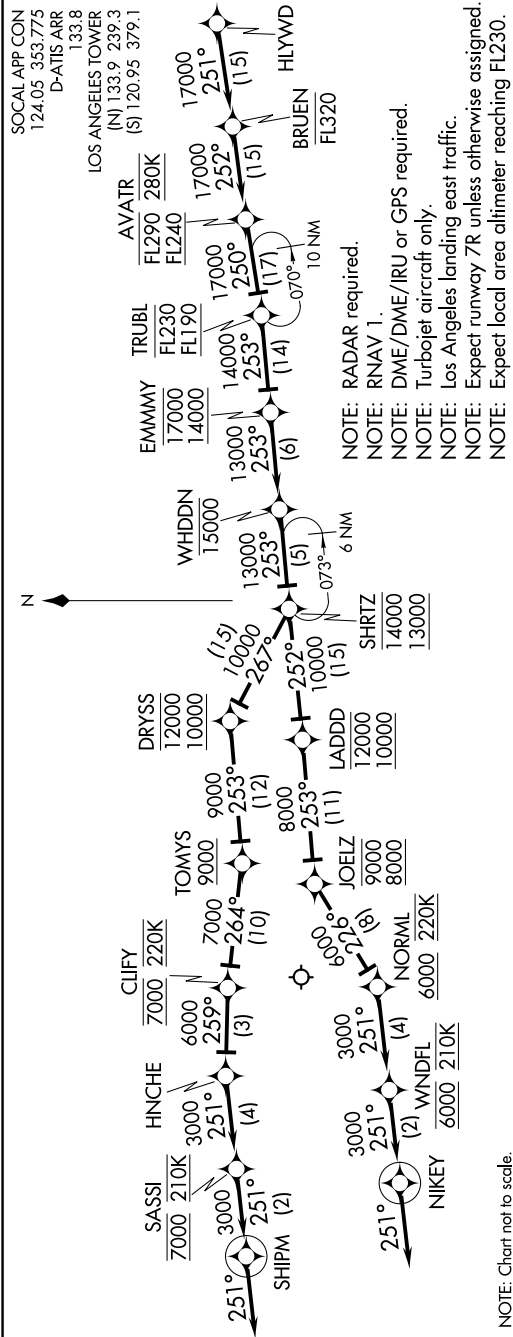 SOCAL APP CON
124.05 353.775
D-ATIS ARR
133.8
LOS ANGELES TOWER
(N) 133.9 239.3
(S) 120.95 379.1
N
HLYWD
17000
251°
(15)
BRUEN
FL320
17000
252°
(15)
AVATR
FL290 280K
FL240
17000
250°
(17)
070°
10 NM
TRUBL
FL230
FL190
14000
253°
(14)
EMMMY
17000
14000
13000
253°
(6)
WHDDN
15000
13000
253°
(5)
073°
6 NM
SHRTZ
14000
13000
(15)
10000
267°
DRYSS
12000
10000
9000
253°
(12)
TOMYS
9000
7000
264°
(10)
CLIFY
7000 220K
6000
259°
(3)
HNCHE
3000
251°
(4)
SASSI
7000 210K
3000
251°
(2)
SHIPM
251°
252°
10000
(15)
LADDD
12000
10000
8000
253°
(11)
JOELZ
9000
8000
6000
226°
(8)
NORML
6000 220K
3000
251°
(4)
WNDFL
6000 210K
3000
251°
(2)
NIKEY
251°
NOTE: RADAR required.
NOTE: RNAV 1.
NOTE: DME/DME/IRU or GPS required.
NOTE: Turbojet aircraft only.
NOTE: Los Angeles landing east traffic.
NOTE: Expect runway 7R unless otherwise assigned.
NOTE: Expect local area altimeter reaching FL230.
NOTE: Chart not to scale.